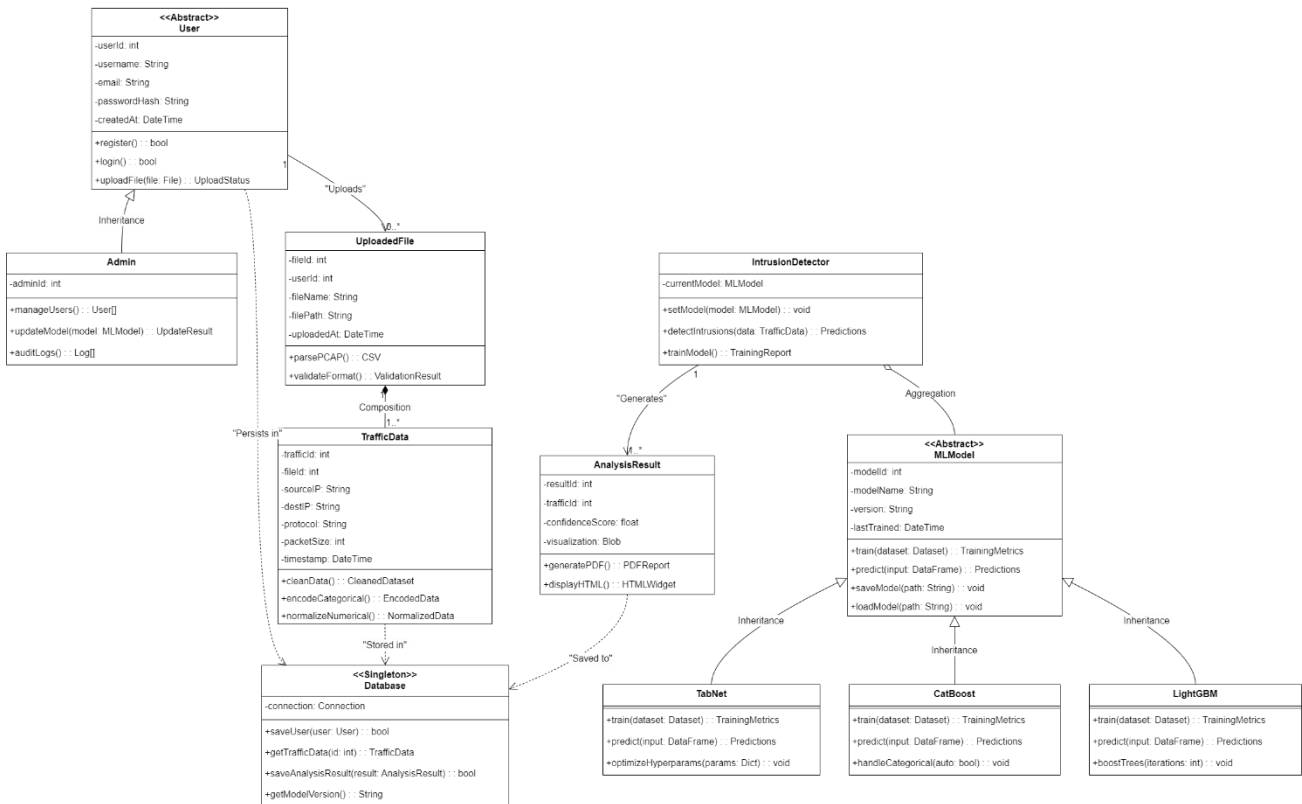 <<Abstract>>
User
-userId: int
-username: String
-email: String
-passwordHash: String
-createdAt: DateTime
+register() : : bool
+login() : : bool
+uploadFile(file: File) : : UploadStatus
1
"Uploads"
0..*
Inheritance
Admin
-adminId: int
+manageUsers() : : User[]
+updateModel(model: MLModel) : : UpdateResult
+auditLogs() : : Log[]
UploadedFile
-fileId: int
-userId: int
-fileName: String
-filePath: String
-uploadedAt: DateTime
+parsePCAP() : : CSV
+validateFormat() : : ValidationResult
1
Composition
1..*
IntrusionDetector
-currentModel: MLModel
+setModel(model: MLModel) : : void
+detectIntrusions(data: TrafficData) : : Predictions
+trainModel() : : TrainingReport
1
"Generates"
1..*
Aggregation
"Persists in"
TrafficData
-trafficId: int
-fileId: int
-sourceIP: String
-destIP: String
-protocol: String
-packetSize: int
-timestamp: DateTime
+cleanData() : : CleanedDataset
+encodeCategorical() : : EncodedData
+normalizeNumerical() : : NormalizedData
"Stored in"
AnalysisResult
-resultId: int
-trafficId: int
-confidenceScore: float
-visualization: Blob
+generatePDF() : : PDFReport
+displayHTML() : : HTMLWidget
"Saved to"
<<Abstract>>
MLModel
-modelId: int
-modelName: String
-version: String
-lastTrained: DateTime
+train(dataset: Dataset) : : TrainingMetrics
+predict(input: DataFrame) : : Predictions
+saveModel(path: String) : : void
+loadModel(path: String) : : void
Inheritance
Inheritance
Inheritance
<<Singleton>>
Database
-connection: Connection
+saveUser(user: User) : : bool
+getTrafficData(id: int) : : TrafficData
+saveAnalysisResult(result: AnalysisResult) : : bool
+getModelVersion() : : String
TabNet
+train(dataset: Dataset) : : TrainingMetrics
+predict(input: DataFrame) : : Predictions
+optimizeHyperparams(params: Dict) : : void
CatBoost
+train(dataset: Dataset) : : TrainingMetrics
+predict(input: DataFrame) : : Predictions
+handleCategorical(auto: bool) : : void
LightGBM
+train(dataset: Dataset) : : TrainingMetrics
+predict(input: DataFrame) : : Predictions
+boostTrees(iterations: int) : : void